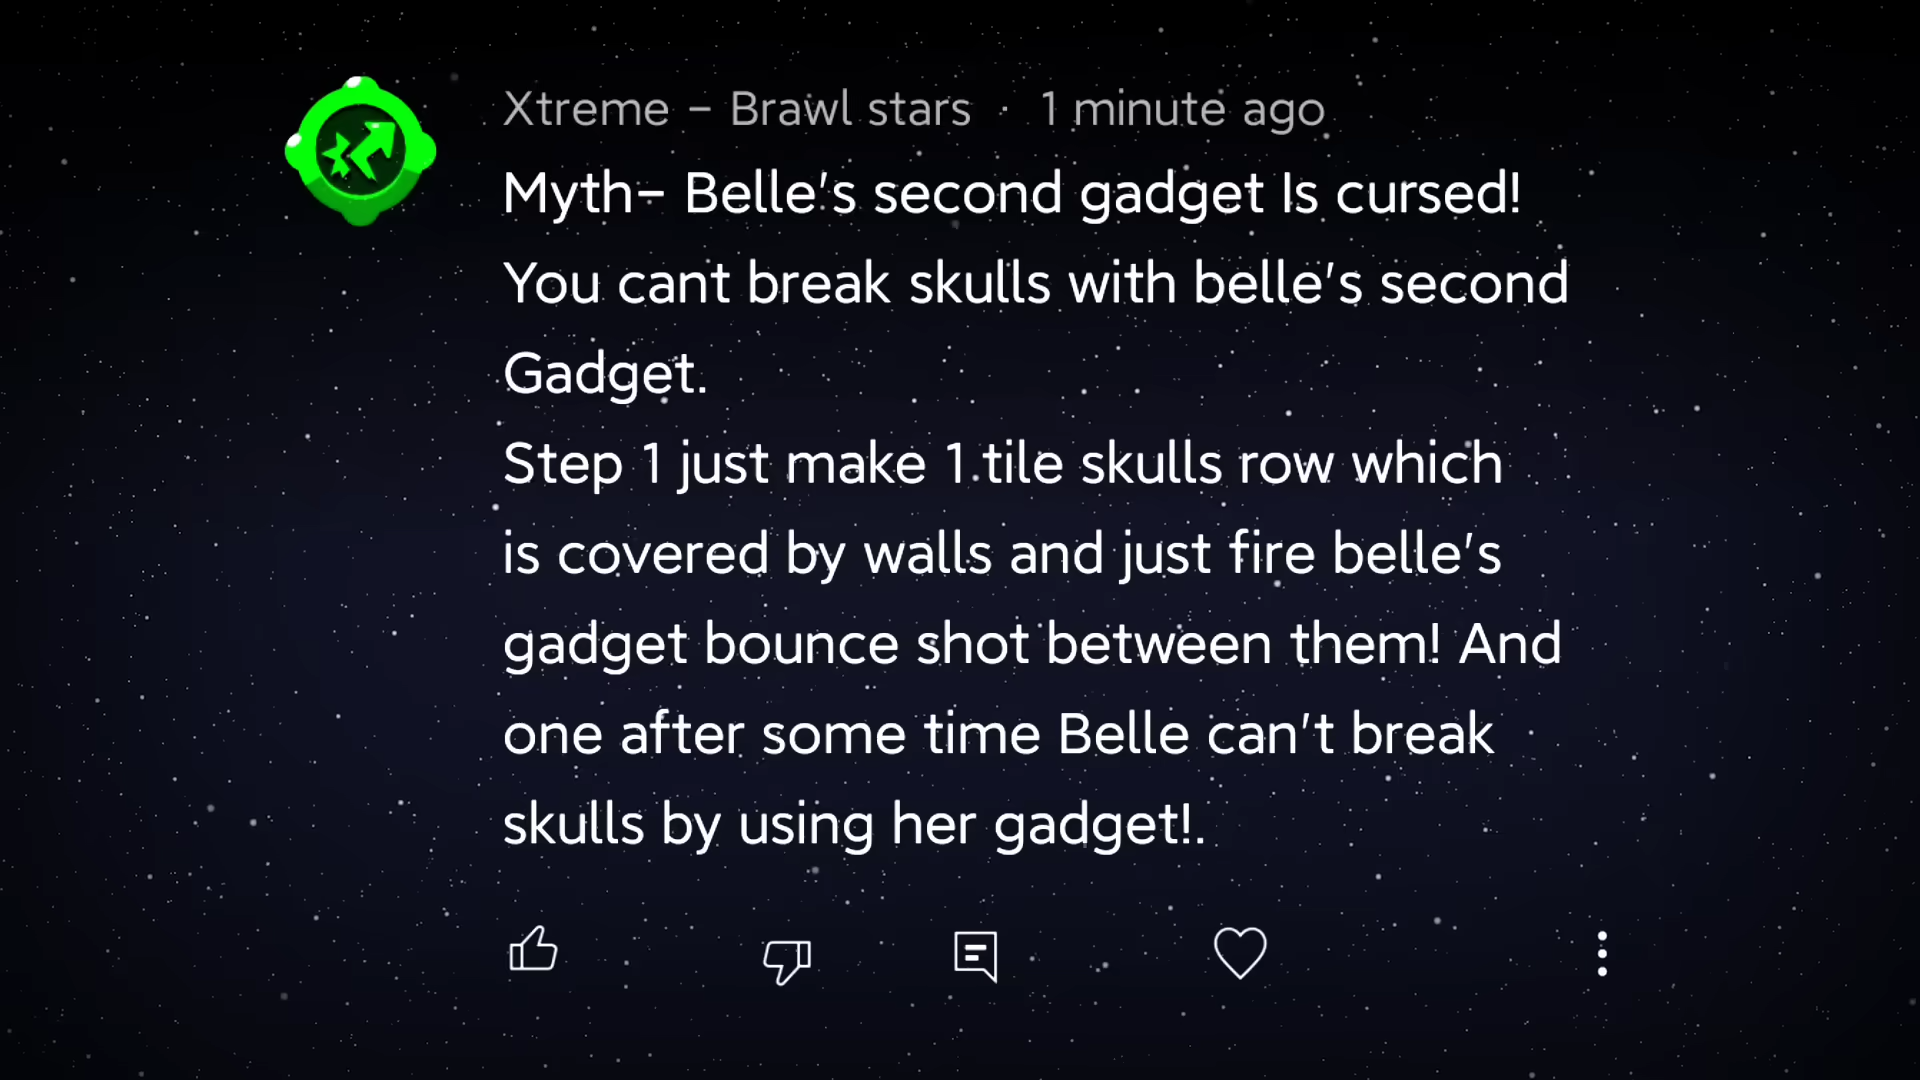 Xtreme – Brawl stars · 1 minute ago
Myth– Belle's second gadget Is cursed!
You cant break skulls with belle's second
Gadget.
Step 1 just make 1 tile skulls row which
is covered by walls and just fire belle's
gadget bounce shot between them! And
one after some time Belle can't break
skulls by using her gadget!.